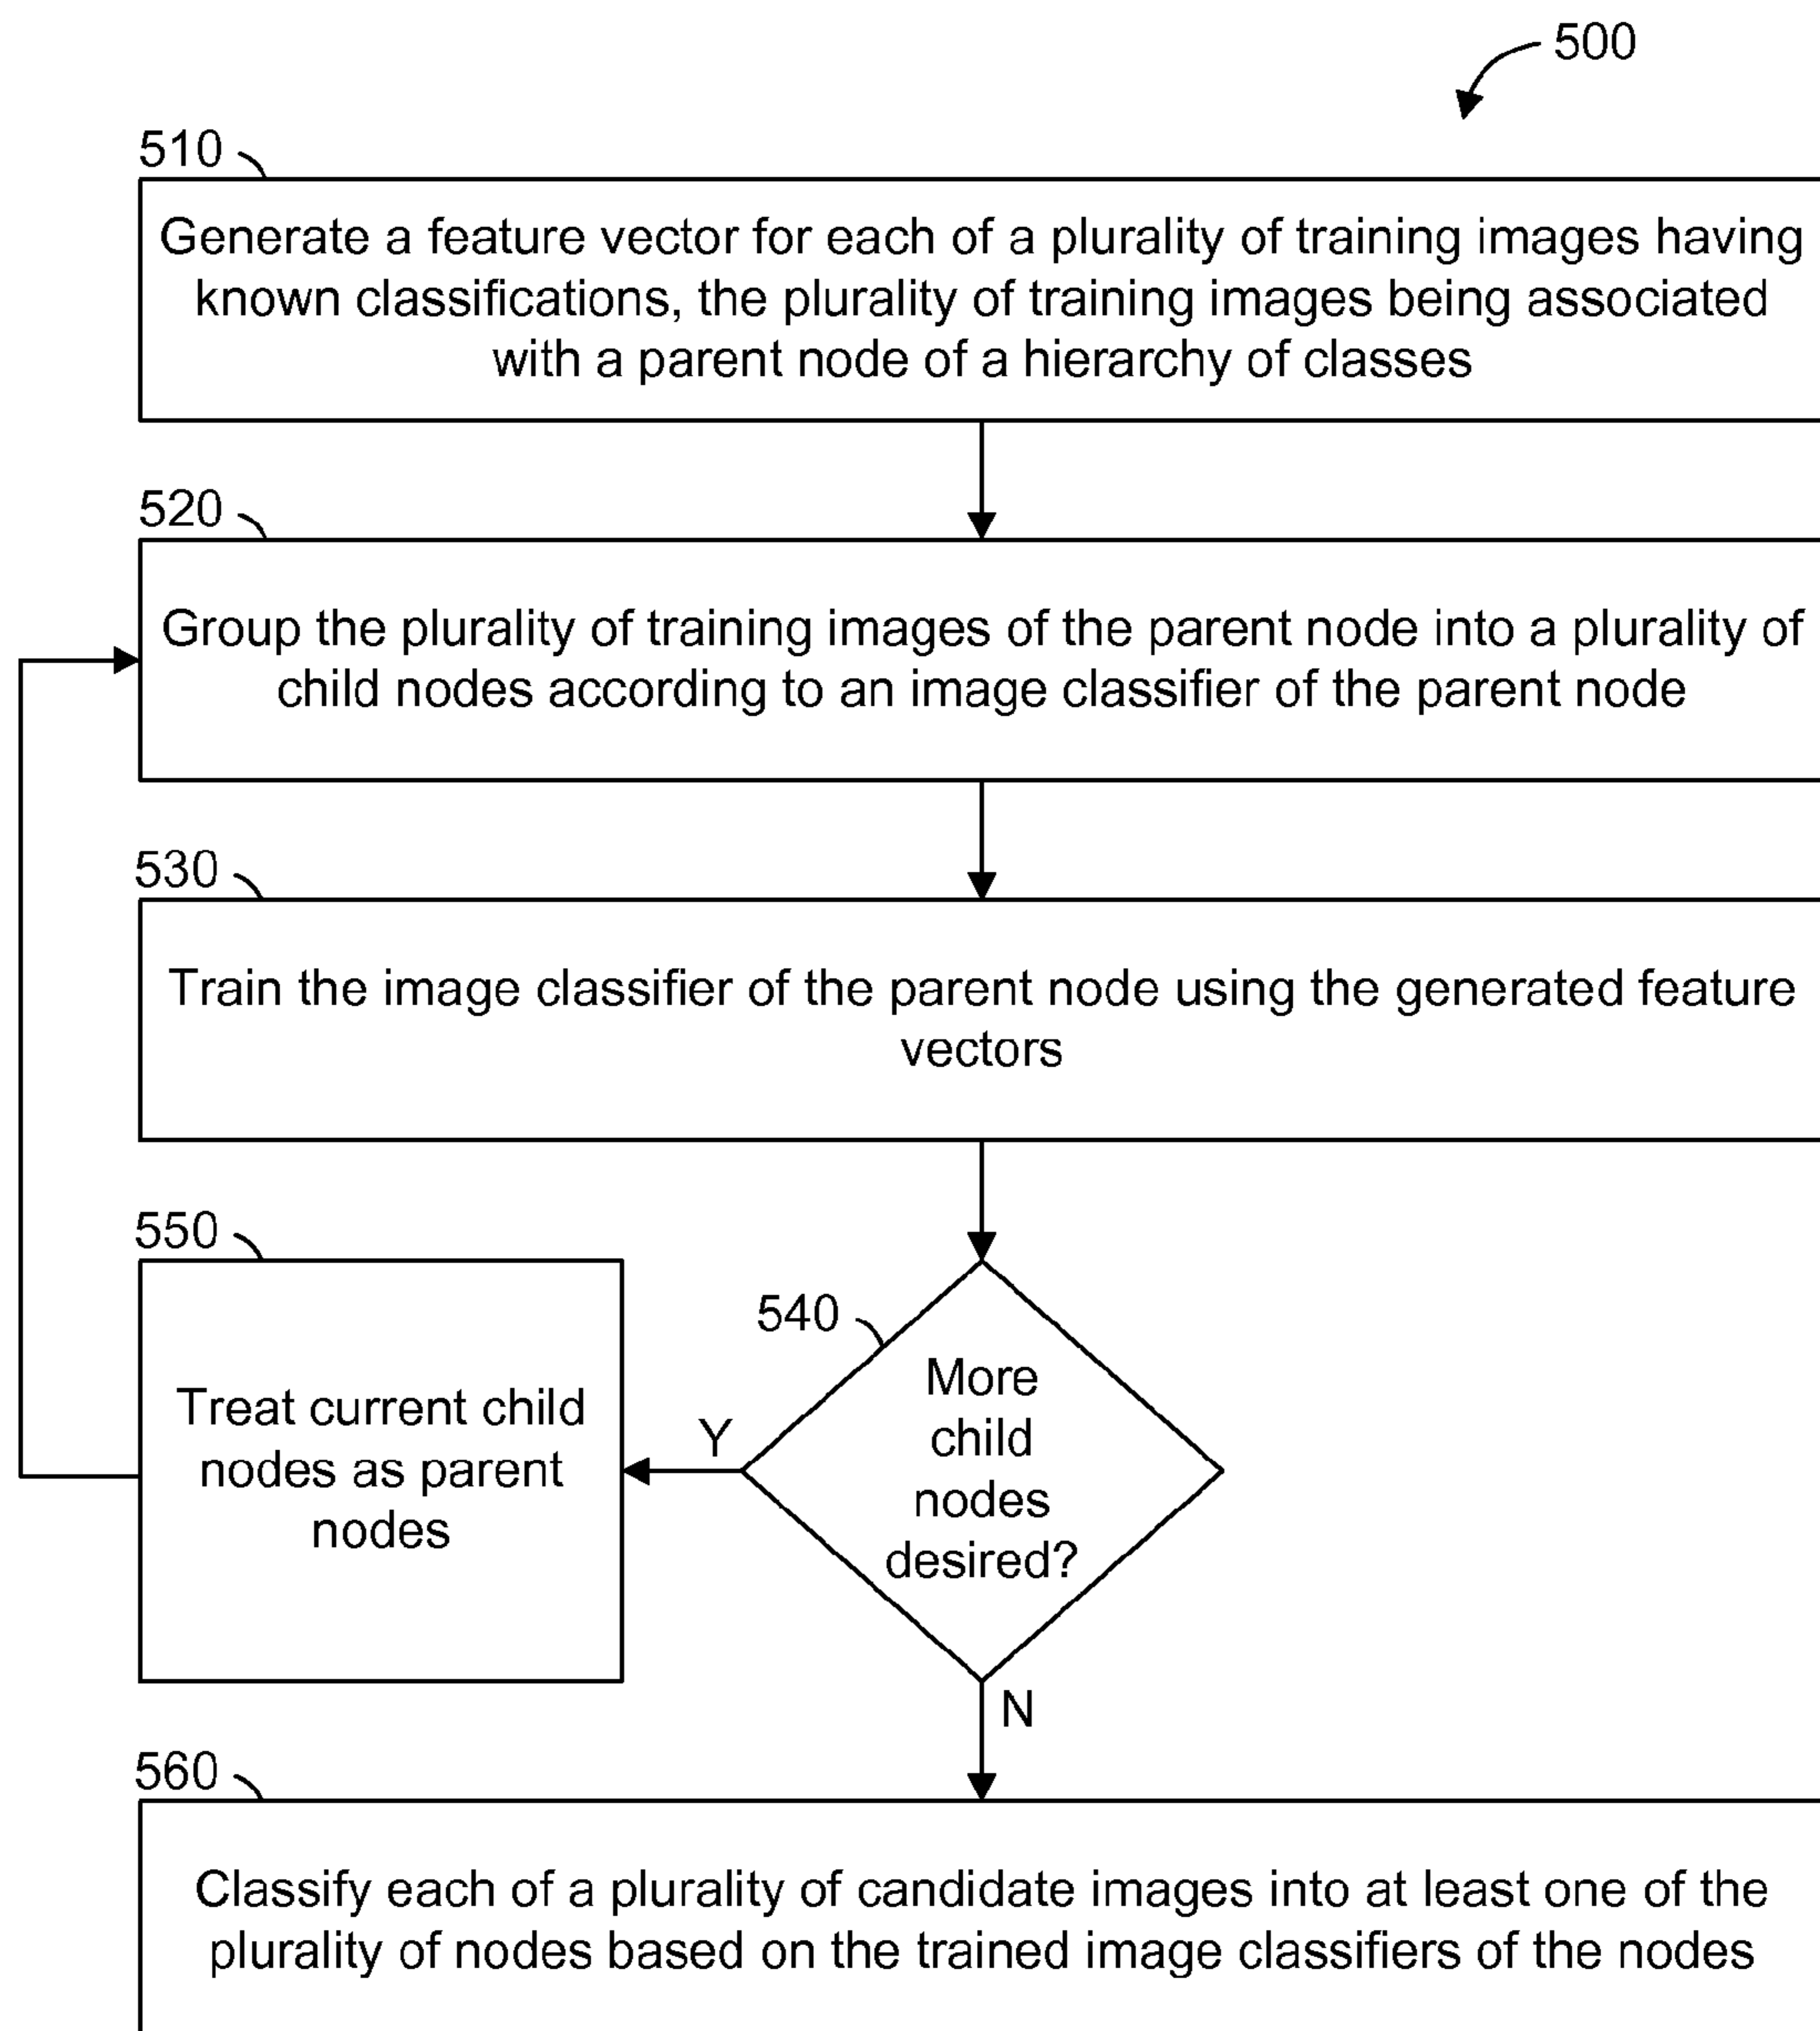 500
510
Generate a feature vector for each of a plurality of training images having
known classifications, the plurality of training images being associated
with a parent node of a hierarchy of classes
520
Group the plurality of training images of the parent node into a plurality of
child nodes according to an image classifier of the parent node
530
Train the image classifier of the parent node using the generated feature
vectors
550
Treat current child
nodes as parent
nodes
Y
540
More
child
nodes
desired?
N
560
Classify each of a plurality of candidate images into at least one of the
plurality of nodes based on the trained image classifiers of the nodes